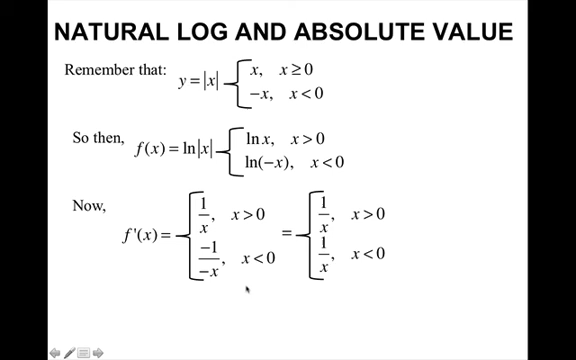 NATURAL LOG AND ABSOLUTE VALUE
Remember that: y = |x| { x, x ≥ 0
−x, x < 0
So then, f(x) = ln|x| { ln x, x > 0
ln(−x), x < 0
Now, f'(x) = { 1/x, x > 0 = { 1/x, x > 0
−1/−x, x < 0 1/x, x < 0